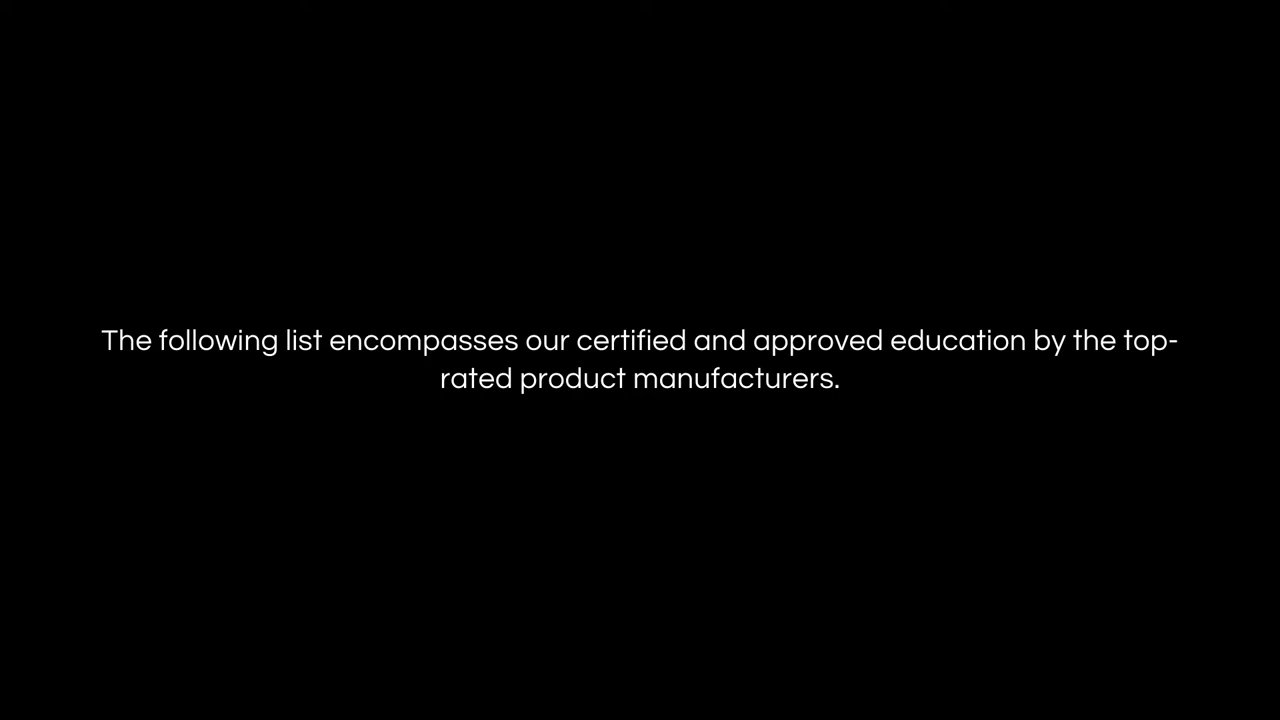 The following list encompasses our certified and approved education by the top-
rated product manufacturers.